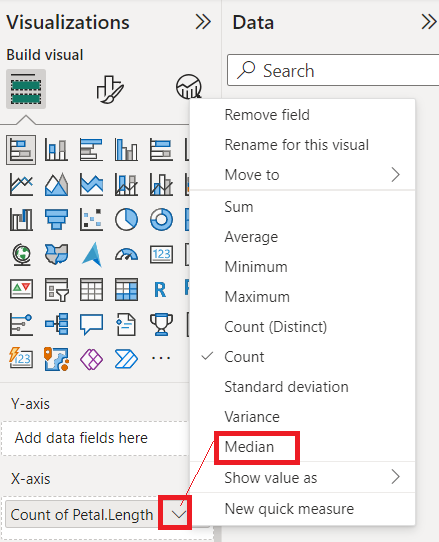 Visualizations
Data
Build visual
Search
Remove field
Rename for this visual
Move to
Sum
Average
Minimum
Maximum
Count (Distinct)
Count
Standard deviation
Variance
Median
Show value as
New quick measure
123
R
123
Y-axis
Add data fields here
X-axis
Count of Petal.Length